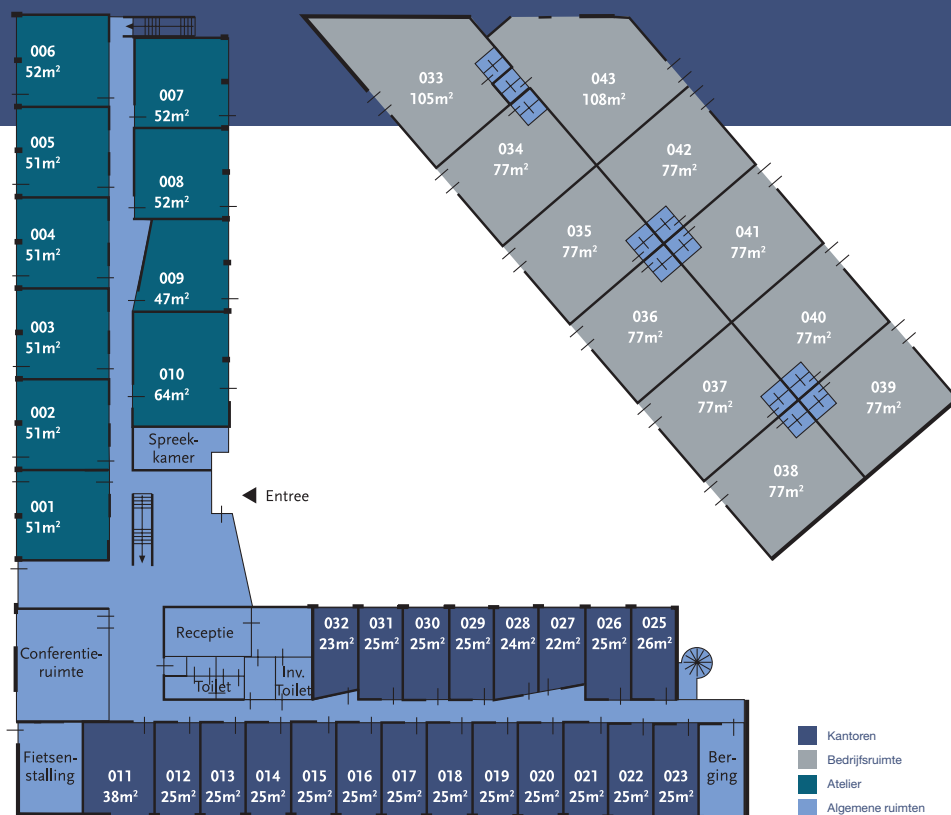 006
52m²
005
51m²
004
51m²
003
51m²
002
51m²
001
51m²
007
52m²
008
52m²
009
47m²
010
64m²
Spreek-
kamer
Entree
033
105m²
043
108m²
034
77m²
042
77m²
035
77m²
041
77m²
036
77m²
040
77m²
037
77m²
039
77m²
038
77m²
Receptie
Toilet
Inv.
Toilet
Conferentie-
ruimte
032
23m²
031
25m²
030
25m²
029
25m²
028
24m²
027
22m²
026
25m²
025
26m²
Fietsen-
stalling
011
38m²
012
25m²
013
25m²
014
25m²
015
25m²
016
25m²
017
25m²
018
25m²
019
25m²
020
25m²
021
25m²
022
25m²
023
25m²
Ber-
ging
Kantoren
Bedrijfsruimte
Atelier
Algemene ruimten